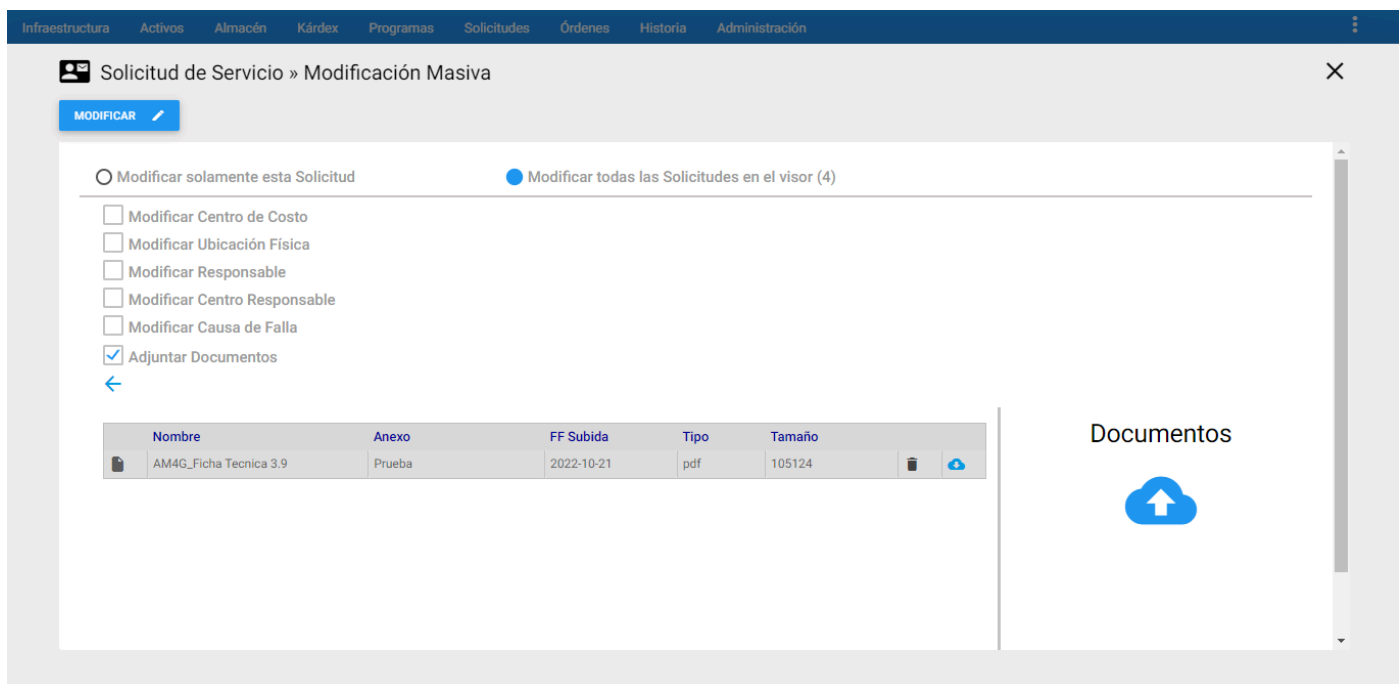 Infraestructura Activos Almacén Kárdex Programas Solicitudes Órdenes Historia Administración
Solicitud de Servicio » Modificación Masiva
MODIFICAR
Modificar solamente esta Solicitud Modificar todas las Solicitudes en el visor (4)
Modificar Centro de Costo
Modificar Ubicación Física
Modificar Responsable
Modificar Centro Responsable
Modificar Causa de Falla
Adjuntar Documentos
Nombre Anexo FF Subida Tipo Tamaño
AM4G_Ficha Tecnica 3.9 Prueba 2022-10-21 pdf 105124
Documentos